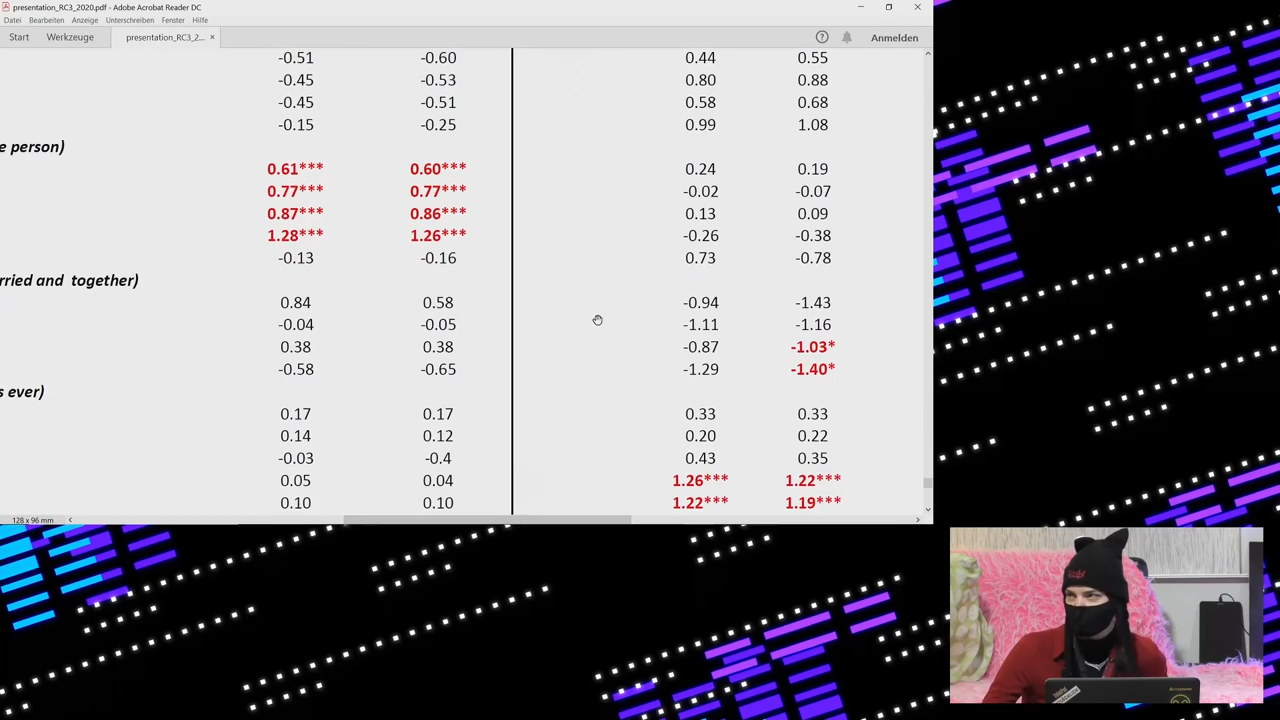 presentation_RC3_2020.pdf - Adobe Acrobat Reader DC
Datei Bearbeiten Anzeige Unterschreiben Fenster Hilfe
Start Werkzeuge presentation_RC3_2... × Anmelden
-0.51 -0.60 0.44 0.55
-0.45 -0.53 0.80 0.88
-0.45 -0.51 0.58 0.68
-0.15 -0.25 0.99 1.08
e person)
0.61*** 0.60*** 0.24 0.19
0.77*** 0.77*** -0.02 -0.07
0.87*** 0.86*** 0.13 0.09
1.28*** 1.26*** -0.26 -0.38
-0.13 -0.16 0.73 -0.78
rried and together)
0.84 0.58 -0.94 -1.43
-0.04 -0.05 -1.11 -1.16
0.38 0.38 -0.87 -1.03*
-0.58 -0.65 -1.29 -1.40*
s ever)
0.17 0.17 0.33 0.33
0.14 0.12 0.20 0.22
-0.03 -0.4 0.43 0.35
0.05 0.04 1.26*** 1.22***
0.10 0.10 1.22*** 1.19***
128 x 96 mm